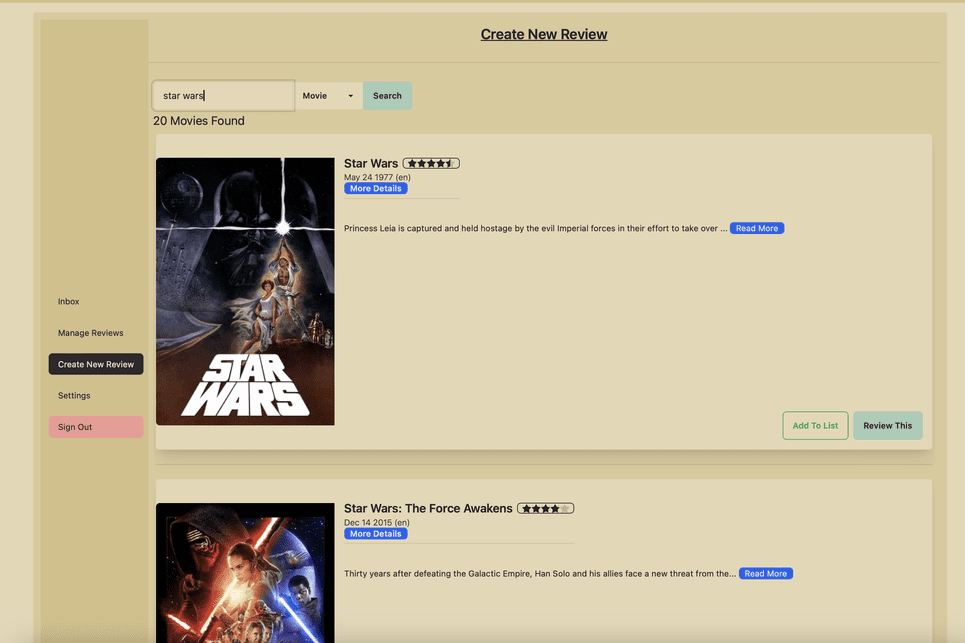 Create New Review
star wars
Movie
Search
20 Movies Found
Inbox
Manage Reviews
Create New Review
Settings
Sign Out
STAR
WARS
Star Wars
May 24 1977 (en)
More Details
Princess Leia is captured and held hostage by the evil Imperial forces in their effort to take over ... Read More
Add To List
Review This
Star Wars: The Force Awakens
Dec 14 2015 (en)
More Details
Thirty years after defeating the Galactic Empire, Han Solo and his allies face a new threat from the... Read More